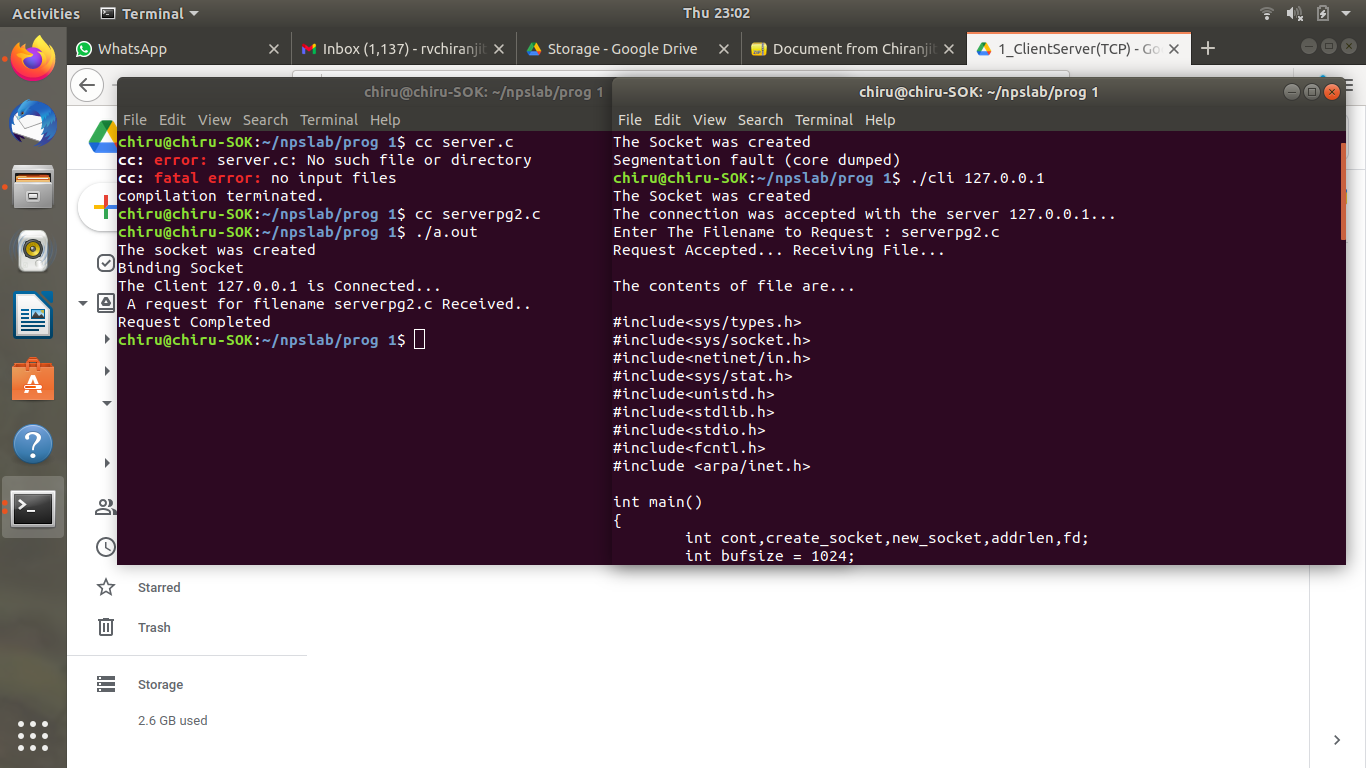 Activities Terminal Thu 23:02
WhatsApp Inbox (1,137) - rvchiranjit Storage - Google Drive Document from Chiranjit 1_ClientServer(TCP) - Go
chiru@chiru-SOK: ~/npslab/prog 1
File Edit View Search Terminal Help
chiru@chiru-SOK:~/npslab/prog 1$ cc server.c
cc: error: server.c: No such file or directory
cc: fatal error: no input files
compilation terminated.
chiru@chiru-SOK:~/npslab/prog 1$ cc serverpg2.c
chiru@chiru-SOK:~/npslab/prog 1$ ./a.out
The socket was created
Binding Socket
The Client 127.0.0.1 is Connected...
 A request for filename serverpg2.c Received..
Request Completed
chiru@chiru-SOK:~/npslab/prog 1$
chiru@chiru-SOK: ~/npslab/prog 1
File Edit View Search Terminal Help
The Socket was created
Segmentation fault (core dumped)
chiru@chiru-SOK:~/npslab/prog 1$ ./cli 127.0.0.1
The Socket was created
The connection was accepted with the server 127.0.0.1...
Enter The Filename to Request : serverpg2.c
Request Accepted... Receiving File...
The contents of file are...
#include<sys/types.h>
#include<sys/socket.h>
#include<netinet/in.h>
#include<sys/stat.h>
#include<unistd.h>
#include<stdlib.h>
#include<stdio.h>
#include<fcntl.h>
#include <arpa/inet.h>
int main()
{
        int cont,create_socket,new_socket,addrlen,fd;
        int bufsize = 1024;
Starred
Trash
Storage
2.6 GB used